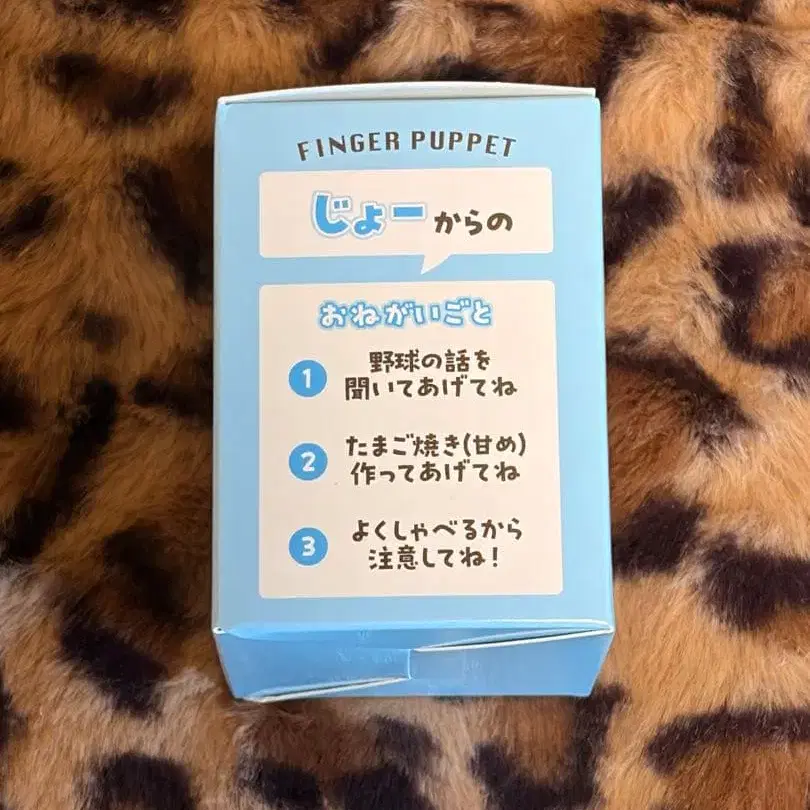 FINGER PUPPET
じょーからの
おねがいごと
1 野球の話を
聞いてあげてね
2 たまご焼き(甘め)
作ってあげてね
3 よくしゃべるから
注意してね!